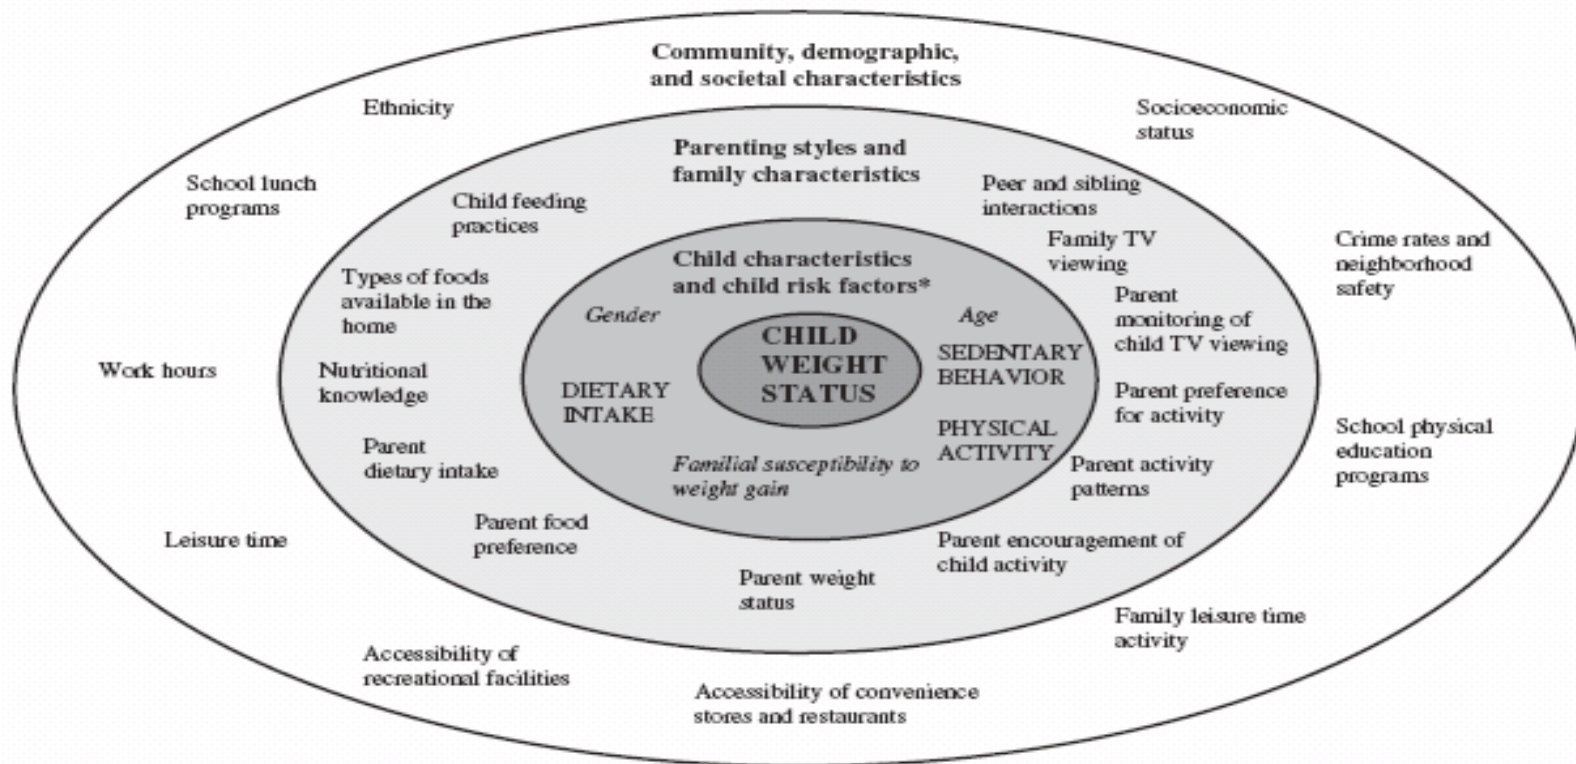 Community, demographic,
and societal characteristics
Ethnicity
Socioeconomic
status
Parenting styles and
family characteristics
School lunch
programs
Child feeding
practices
Peer and sibling
interactions
Family TV
viewing
Crime rates and
neighborhood
safety
Child characteristics
and child risk factors*
Types of foods
available in the
home
Gender
Age
Parent
monitoring of
child TV viewing
CHILD
WEIGHT
STATUS
SEDENTARY
BEHAVIOR
Work hours
Nutritional
knowledge
DIETARY
INTAKE
Parent preference
for activity
PHYSICAL
ACTIVITY
School physical
education
programs
Parent
dietary intake
Familial susceptibility to
weight gain
Parent activity
patterns
Leisure time
Parent food
preference
Parent encouragement of
child activity
Parent weight
status
Family leisure time
activity
Accessibility of
recreational facilities
Accessibility of convenience
stores and restaurants